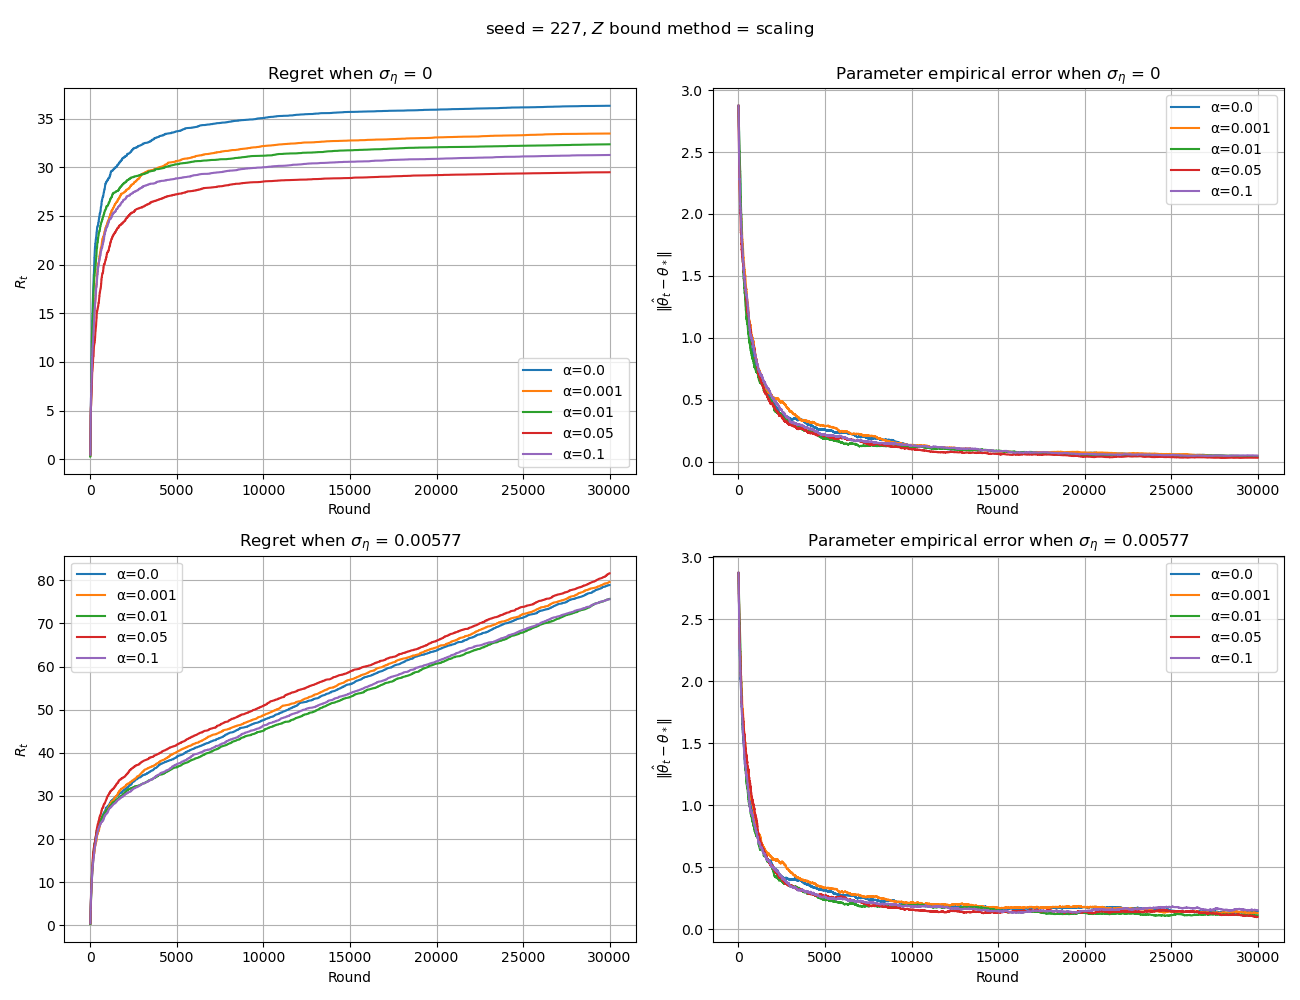 seed = 227, Z bound method = scaling
Regret when σ_η = 0
35
30
25
20
15
10
5
0
R_t
0 5000 10000 15000 20000 25000 30000
Round
α=0.0
α=0.001
α=0.01
α=0.05
α=0.1
Parameter empirical error when σ_η = 0
3.0
2.5
2.0
1.5
1.0
0.5
0.0
‖θ̂_t − θ_*‖
0 5000 10000 15000 20000 25000 30000
Round
α=0.0
α=0.001
α=0.01
α=0.05
α=0.1
Regret when σ_η = 0.00577
80
70
60
50
40
30
20
10
0
R_t
0 5000 10000 15000 20000 25000 30000
Round
α=0.0
α=0.001
α=0.01
α=0.05
α=0.1
Parameter empirical error when σ_η = 0.00577
3.0
2.5
2.0
1.5
1.0
0.5
0.0
‖θ̂_t − θ_*‖
0 5000 10000 15000 20000 25000 30000
Round
α=0.0
α=0.001
α=0.01
α=0.05
α=0.1